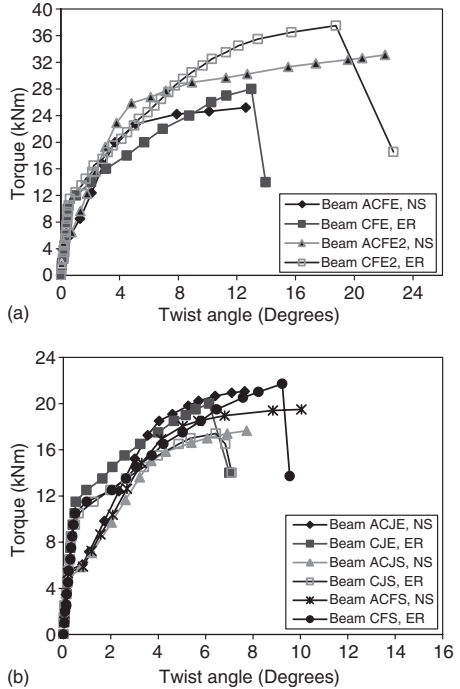 40
36
32
28
24
20
16
12
8
4
0
Torque (kNm)
Beam ACFE, NS
Beam CFE, ER
Beam ACFE2, NS
Beam CFE2, ER
0 4 8 12 16 20 24
(a)
Twist angle (Degrees)
24
20
16
12
8
4
0
Torque (kNm)
Beam ACJE, NS
Beam CJE, ER
Beam ACJS, NS
Beam CJS, ER
Beam ACFS, NS
Beam CFS, ER
0 2 4 6 8 10 12 14 16
(b)
Twist angle (Degrees)